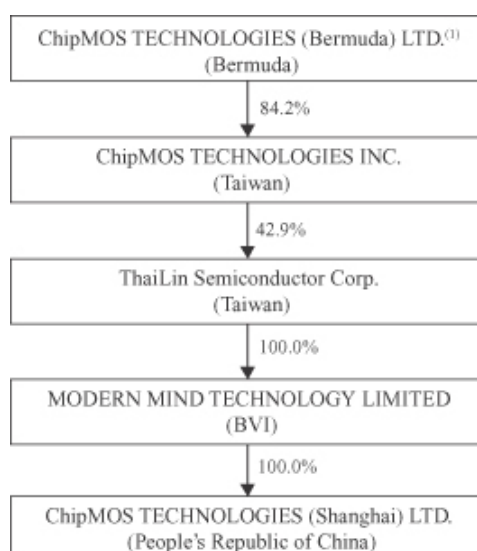 ChipMOS TECHNOLOGIES (Bermuda) LTD.(1)
(Bermuda)
84.2%
ChipMOS TECHNOLOGIES INC.
(Taiwan)
42.9%
ThaiLin Semiconductor Corp.
(Taiwan)
100.0%
MODERN MIND TECHNOLOGY LIMITED
(BVI)
100.0%
ChipMOS TECHNOLOGIES (Shanghai) LTD.
(People's Republic of China)